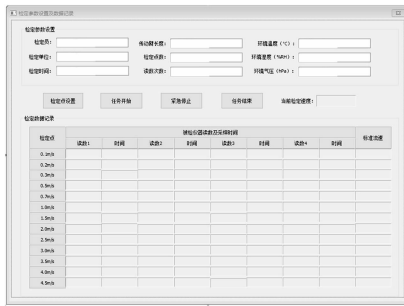 检定参数设置及数据记录
检定参数设置
检定员： 传动臂长度： 环境温度（℃）：
检定单位： 检定点数： 环境湿度（%RH）：
检定时间： 读数次数： 环境气压（hPa）：
检定点设置 任务开始 紧急停止 任务结束 当前检定速度：
检定数据记录
检定点 被检仪器读数及先绑时间 标准流速
读数1 时间 读数2 时间 读数3 时间 读数4 时间
0.1m/s
0.2m/s
0.3m/s
0.5m/s
0.7m/s
1.0m/s
1.5m/s
2.0m/s
2.5m/s
3.0m/s
3.5m/s
4.0m/s
4.5m/s